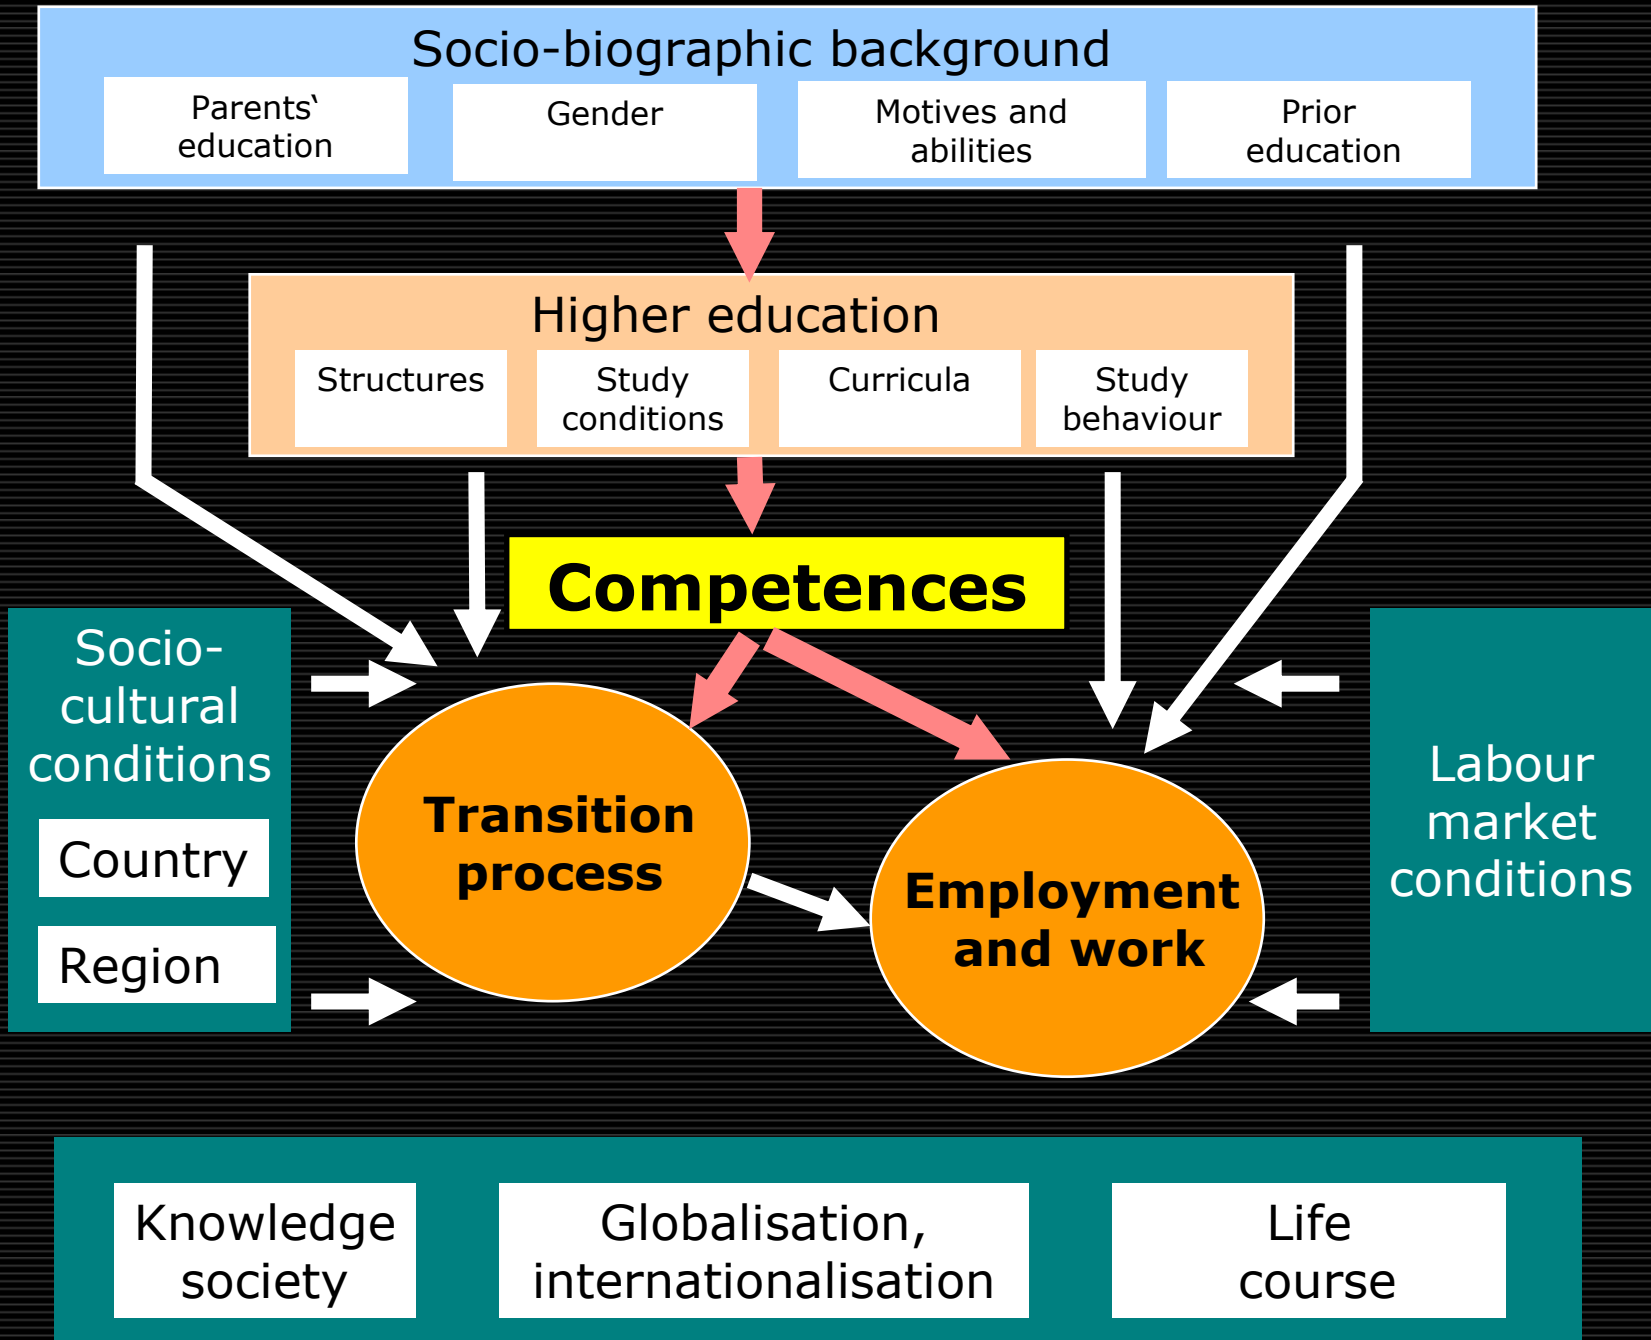 Socio-biographic background
Parents‘
education
Gender
Motives and
abilities
Prior
education
Higher education
Structures
Study
conditions
Curricula
Study
behaviour
Competences
Socio-
cultural
conditions
Country
Region
Transition
process
Employment
and work
Labour
market
conditions
Knowledge
society
Globalisation,
internationalisation
Life
course